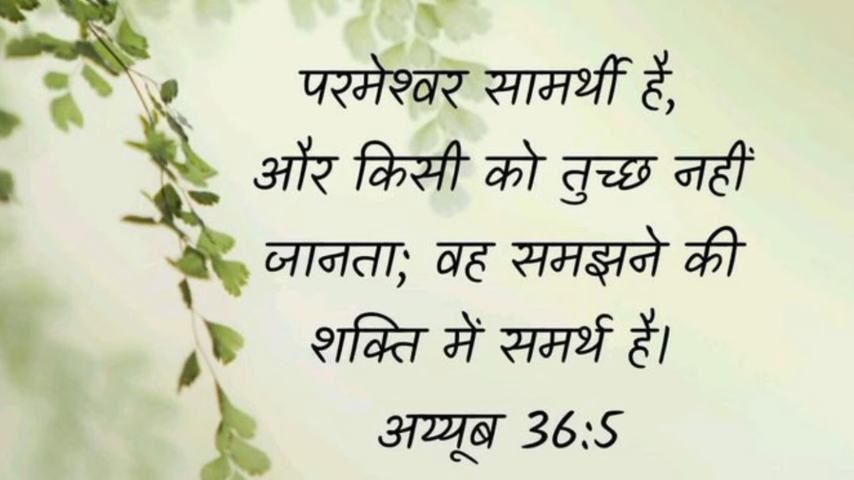 परमेश्वर सामर्थी है,
और किसी को तुच्छ नहीं
जानता; वह समझने की
शक्ति में समर्थ है।
अय्यूब 36:5